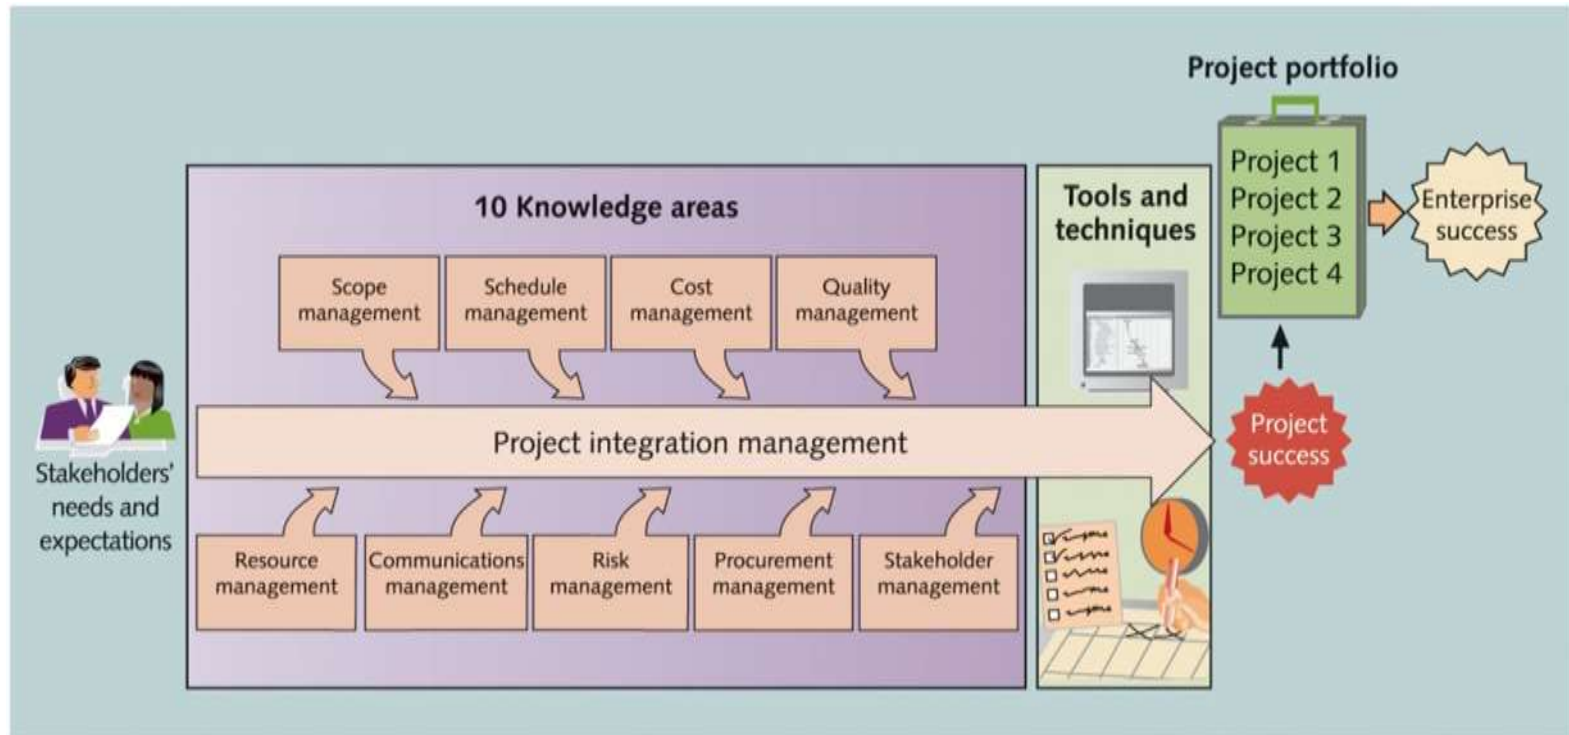 Project portfolio
Project 1
Project 2
Project 3
Project 4
Enterprise
success
10 Knowledge areas
Tools and
techniques
Scope
management
Schedule
management
Cost
management
Quality
management
Project integration management
Project
success
Stakeholders'
needs and
expectations
Resource
management
Communications
management
Risk
management
Procurement
management
Stakeholder
management